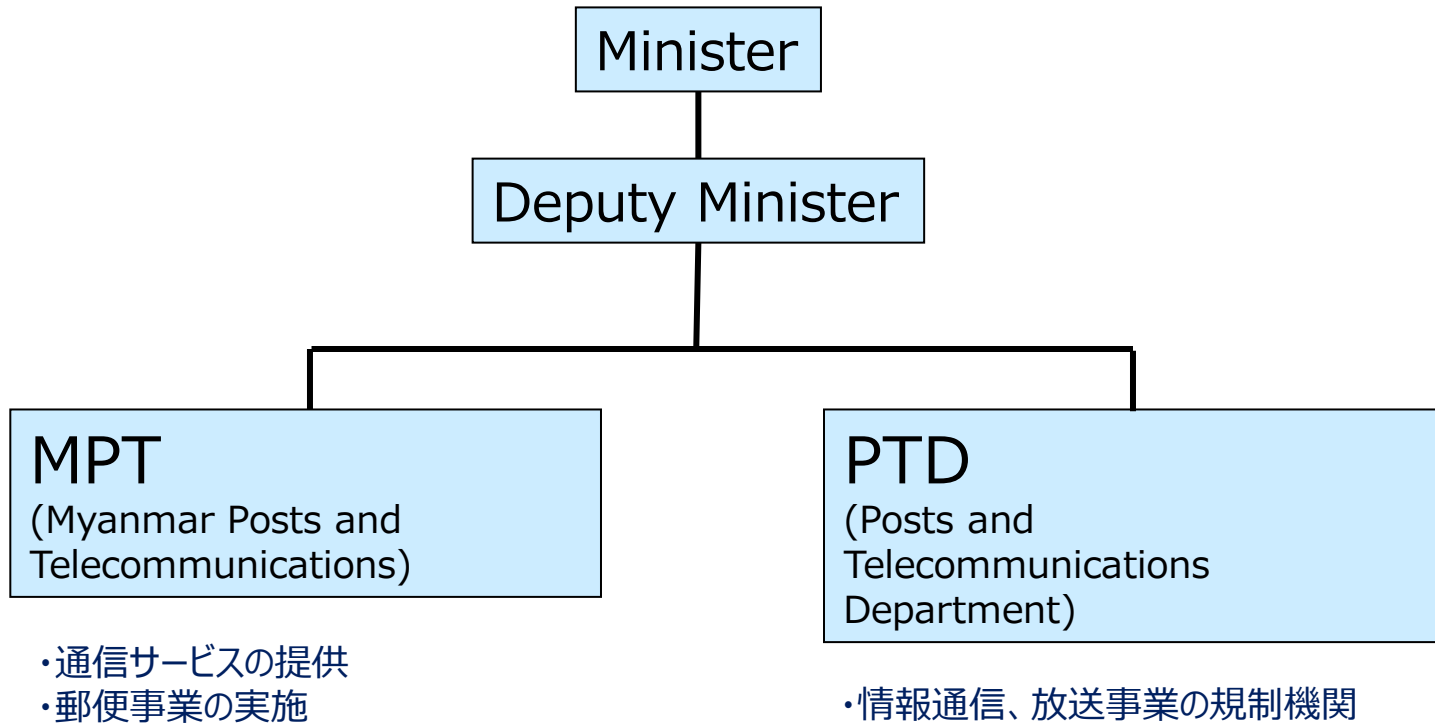 Minister
Deputy Minister
MPT
(Myanmar Posts and
Telecommunications)
・通信サービスの提供
・郵便事業の実施
PTD
(Posts and
Telecommunications
Department)
・情報通信、放送事業の規制機関